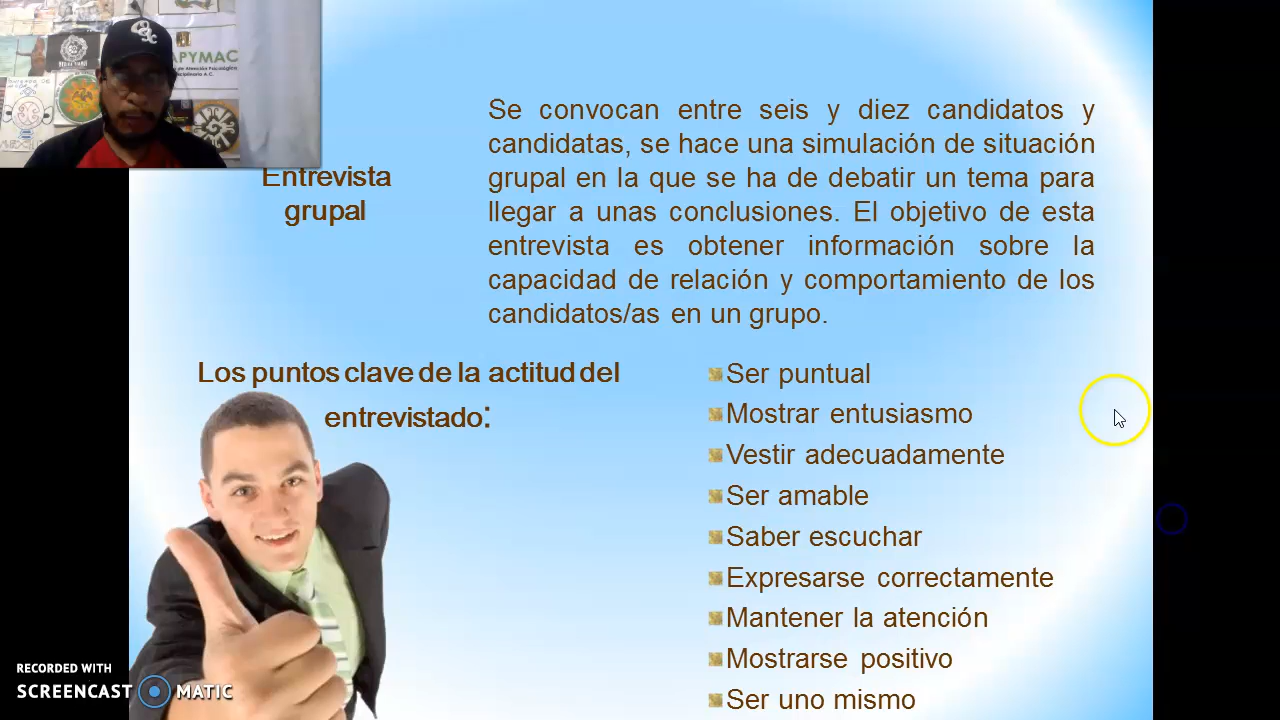 APYMAC
Entrevista
grupal
Se convocan entre seis y diez candidatos y
candidatas, se hace una simulación de situación
grupal en la que se ha de debatir un tema para
llegar a unas conclusiones. El objetivo de esta
entrevista es obtener información sobre la
capacidad de relación y comportamiento de los
candidatos/as en un grupo.
Los puntos clave de la actitud del
entrevistado:
Ser puntual
Mostrar entusiasmo
Vestir adecuadamente
Ser amable
Saber escuchar
Expresarse correctamente
Mantener la atención
Mostrarse positivo
Ser uno mismo
RECORDED WITH
SCREENCAST MATIC